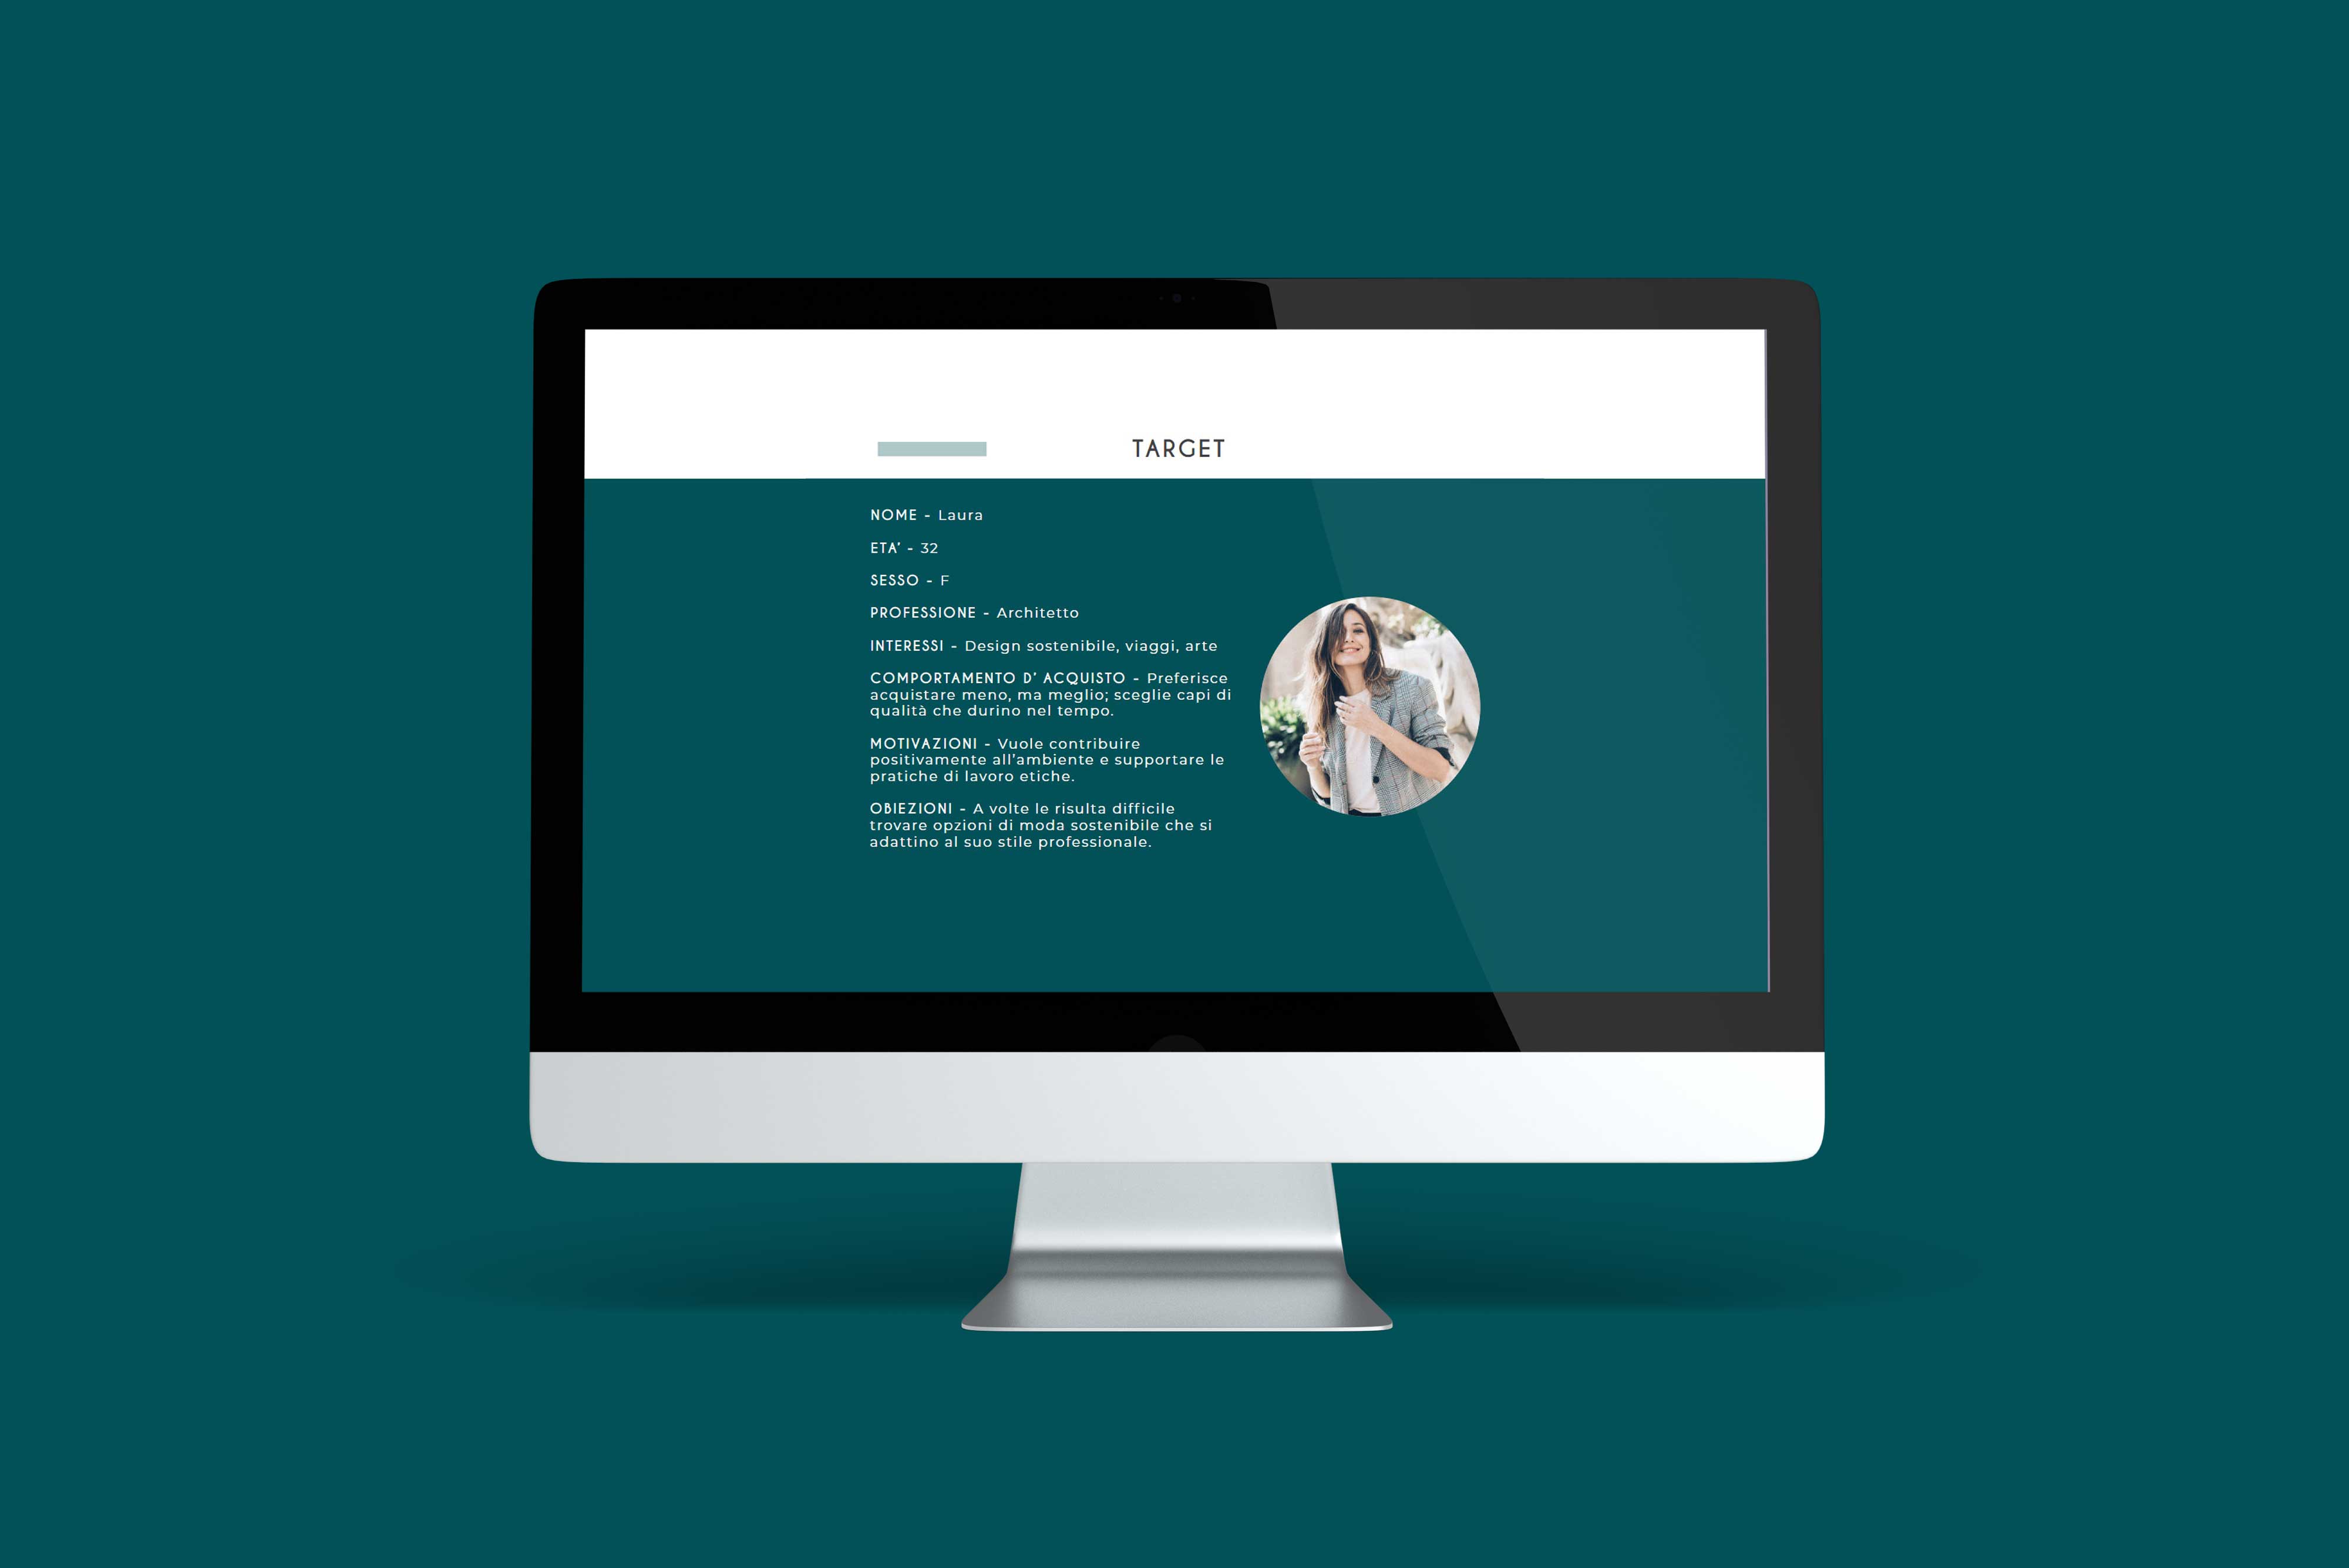 TARGET
NOME - Laura
ETA' - 32
SESSO - F
PROFESSIONE - Architetto
INTERESSI - Design sostenibile, viaggi, arte
COMPORTAMENTO D' ACQUISTO - Preferisce
acquistare meno, ma meglio; sceglie capi di
qualità che durino nel tempo.
MOTIVAZIONI - Vuole contribuire
positivamente all'ambiente e supportare le
pratiche di lavoro etiche.
OBIEZIONI - A volte le risulta difficile
trovare opzioni di moda sostenibile che si
adattino al suo stile professionale.